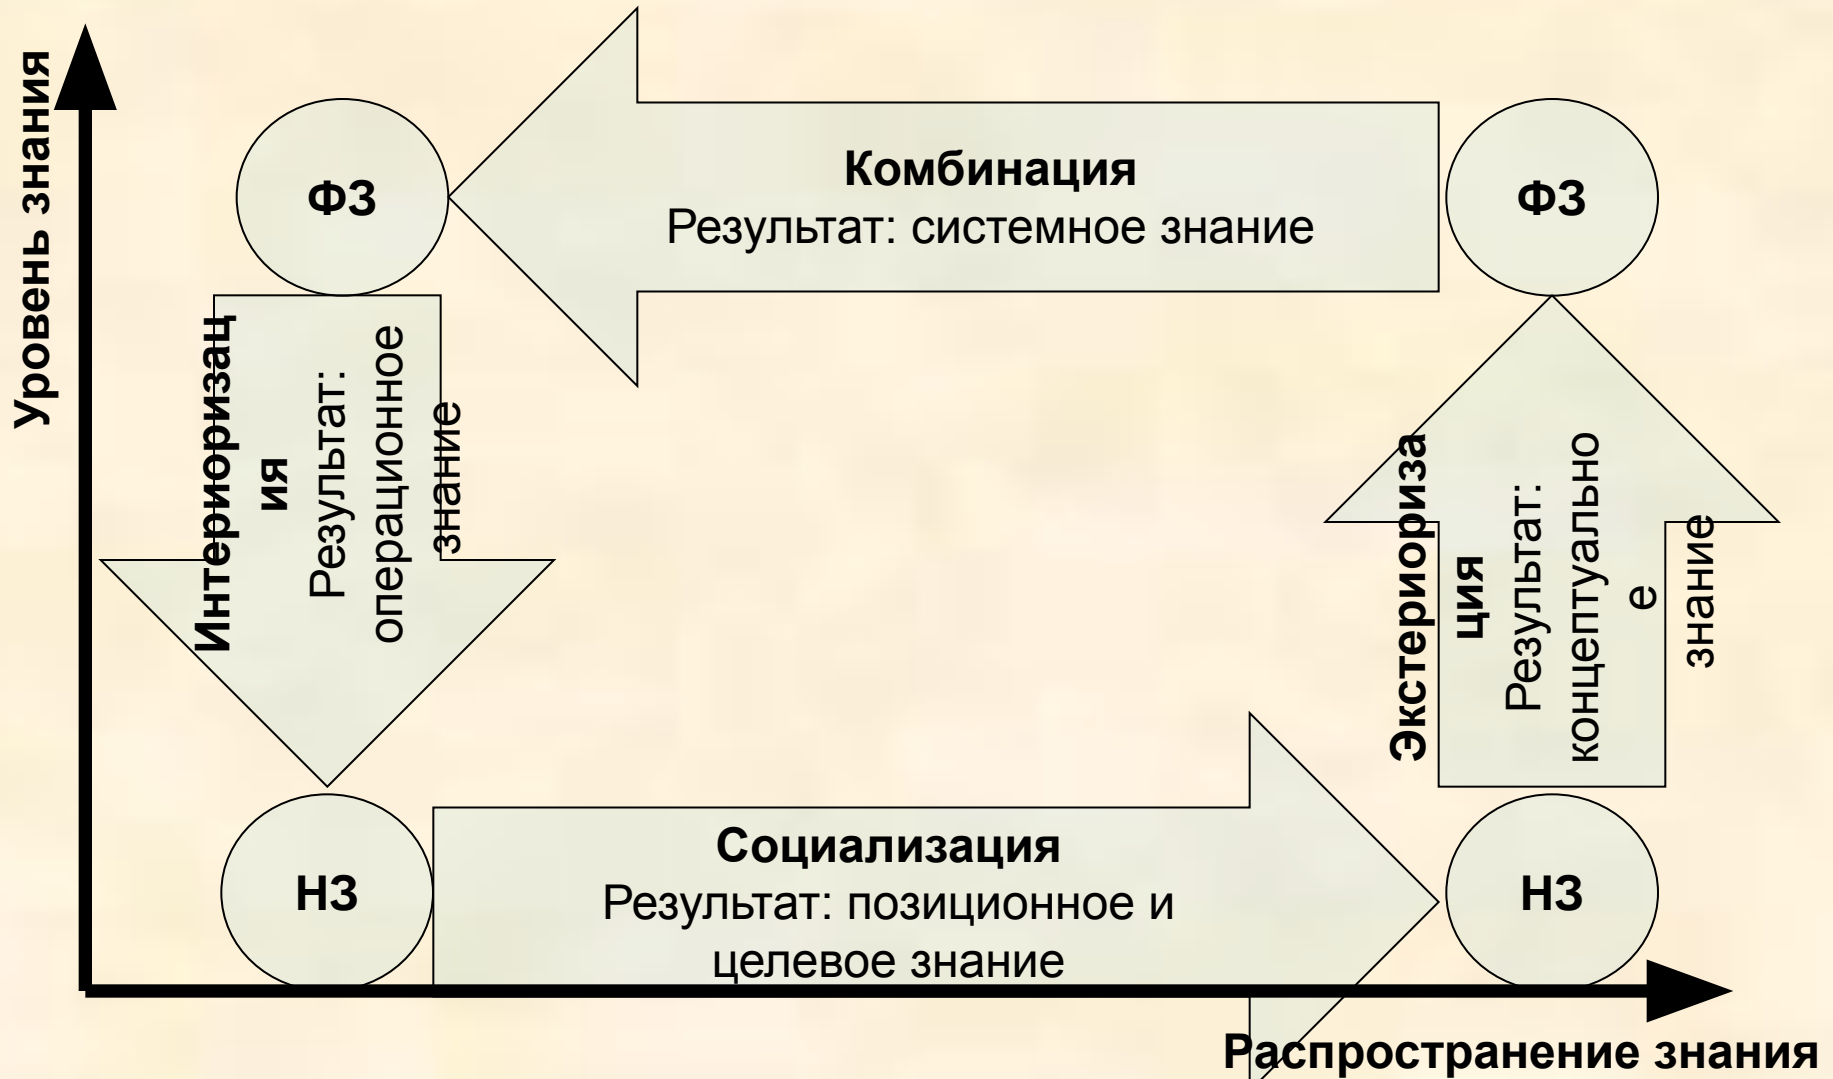 Уровень знания
ФЗ
Комбинация
Результат: системное знание
ФЗ
Интериоризац
ия
Результат:
операционное
знание
Экстериориза
ция
Результат:
концептуально
е
знание
НЗ
Социализация
Результат: позиционное и
целевое знание
НЗ
Распространение знания